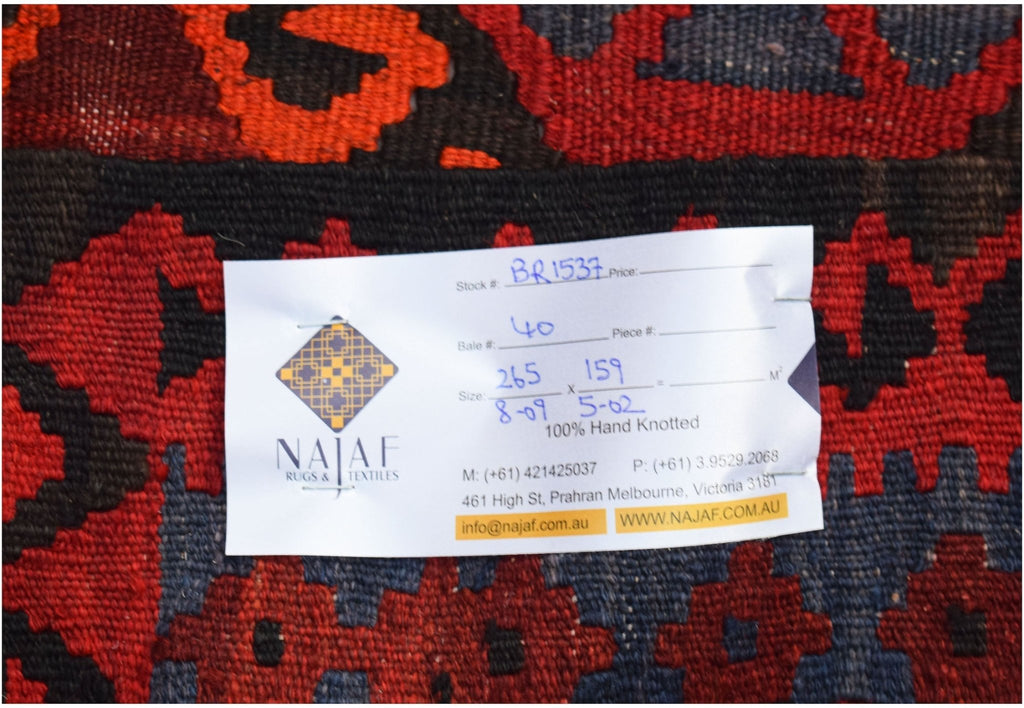 NAJAF
RUGS & TEXTILES
Stock #: BR1537 Price:
Bale #: 40 Piece #:
Size: 265 x 159 = M²
8-09 5-02
100% Hand Knotted
M: (+61) 421425037 P: (+61) 3.9529.2068
461 High St, Prahran Melbourne, Victoria 3181
info@najaf.com.au WWW.NAJAF.COM.AU